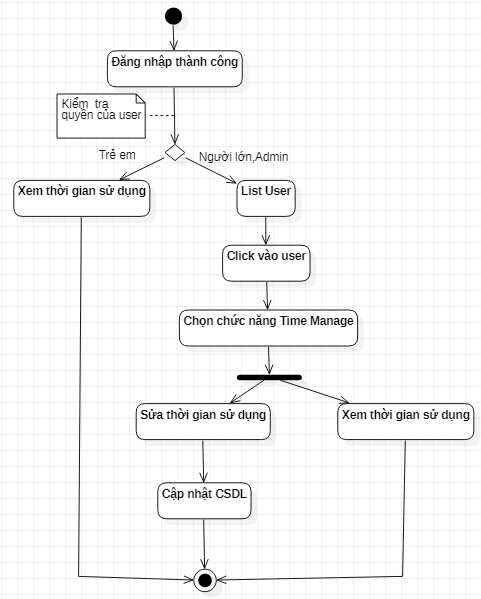 Đăng nhập thành công
Kiểm tra
quyền của user
Trẻ em
Người lớn,Admin
Xem thời gian sử dụng
List User
Click vào user
Chọn chức năng Time Manage
Sửa thời gian sử dụng
Xem thời gian sử dụng
Cập nhật CSDL